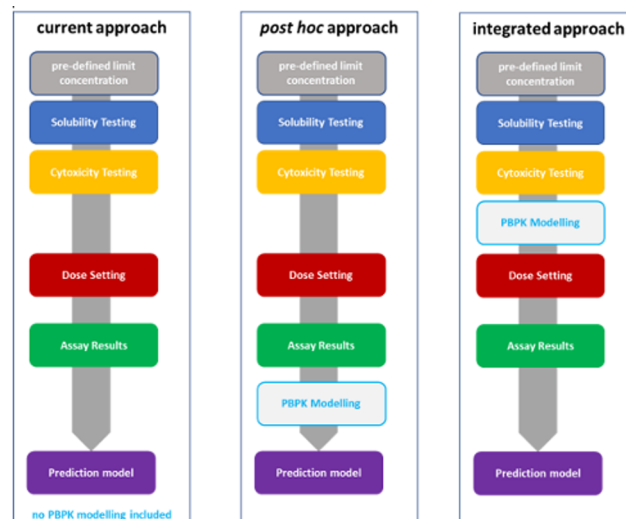 current approach
pre-defined limit
concentration
Solubility Testing
Cytoxicity Testing
Dose Setting
Assay Results
Prediction model
no PBPK modelling included
post hoc approach
pre-defined limit
concentration
Solubility Testing
Cytoxicity Testing
Dose Setting
Assay Results
PBPK Modelling
Prediction model
integrated approach
pre-defined limit
concentration
Solubility Testing
Cytoxicity Testing
PBPK Modelling
Dose Setting
Assay Results
Prediction model